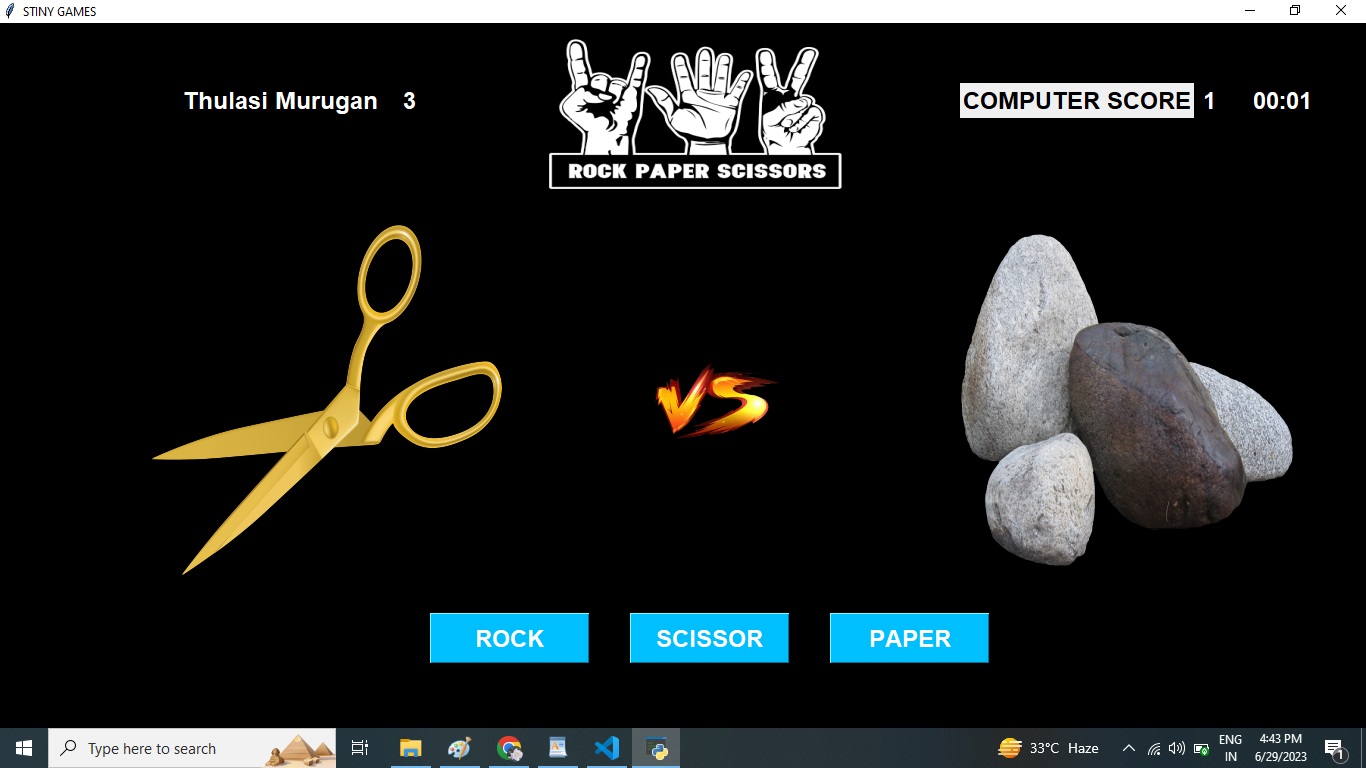 STINY GAMES
Thulasi Murugan 3
COMPUTER SCORE 1 00:01
ROCK PAPER SCISSORS
VS
ROCK
SCISSOR
PAPER
Type here to search
33°C Haze
ENG
IN
4:43 PM
6/29/2023
1